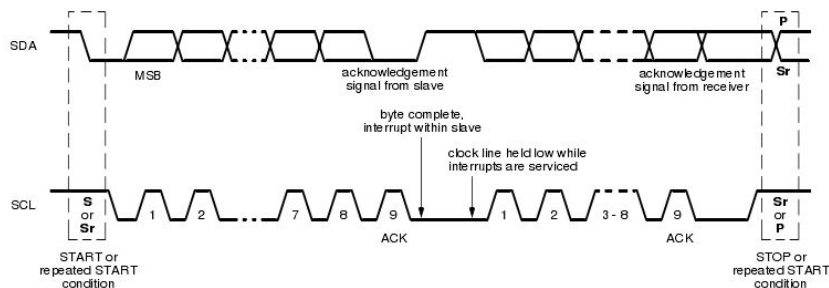 P
SDA
MSB
acknowledgement
signal from slave
acknowledgement
signal from receiver
Sr
byte complete,
interrupt within slave
clock line held low while
interrupts are serviced
SCL
S
or
Sr
1
2
7
8
9
1
2
3 - 8
9
Sr
or
P
ACK
ACK
START or
repeated START
condition
STOP or
repeated START
condition